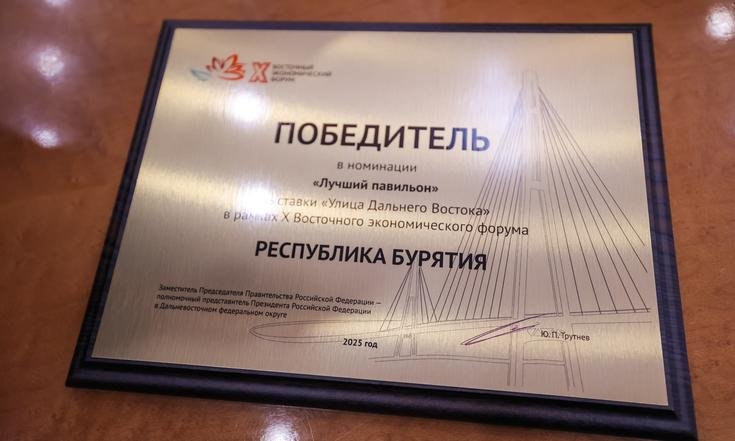 X
ВОСТОЧНЫЙ
ЭКОНОМИЧЕСКИЙ
ФОРУМ
ПОБЕДИТЕЛЬ
в номинации
«Лучший павильон»
ставки «Улица Дальнего Востока»
в рамках X Восточного экономического форума
РЕСПУБЛИКА БУРЯТИЯ
Заместитель Председателя Правительства Российской Федерации –
полномочный представитель Президента Российской Федерации
в Дальневосточном федеральном округе
Ю. П. Трутнев
2025 год